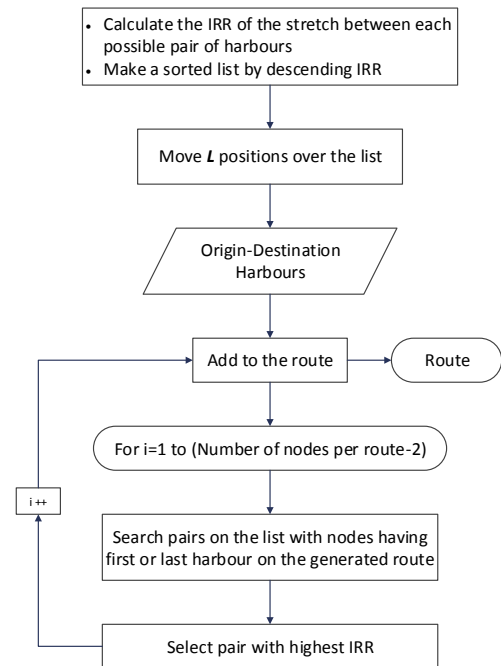 • Calculate the IRR of the stretch between each
possible pair of harbours
• Make a sorted list by descending IRR
Move L positions over the list
Origin-Destination
Harbours
Add to the route
Route
For i=1 to (Number of nodes per route-2)
i ++
Search pairs on the list with nodes having
first or last harbour on the generated route
Select pair with highest IRR